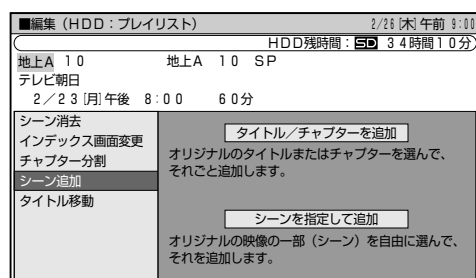 ■編集（HDD：プレイリスト） 2/26[木]午前 9:00
HDD残時間：SD 34時間10分
地上A 10 地上A 10 SP
テレビ朝日
2／23[月]午後 8:00 60分
シーン消去
インデックス画面変更
チャプター分割
シーン追加
タイトル移動
タイトル／チャプターを追加
オリジナルのタイトルまたはチャプターを選んで、
それごと追加します。
シーンを指定して追加
オリジナルの映像の一部（シーン）を自由に選んで、
それを追加します。